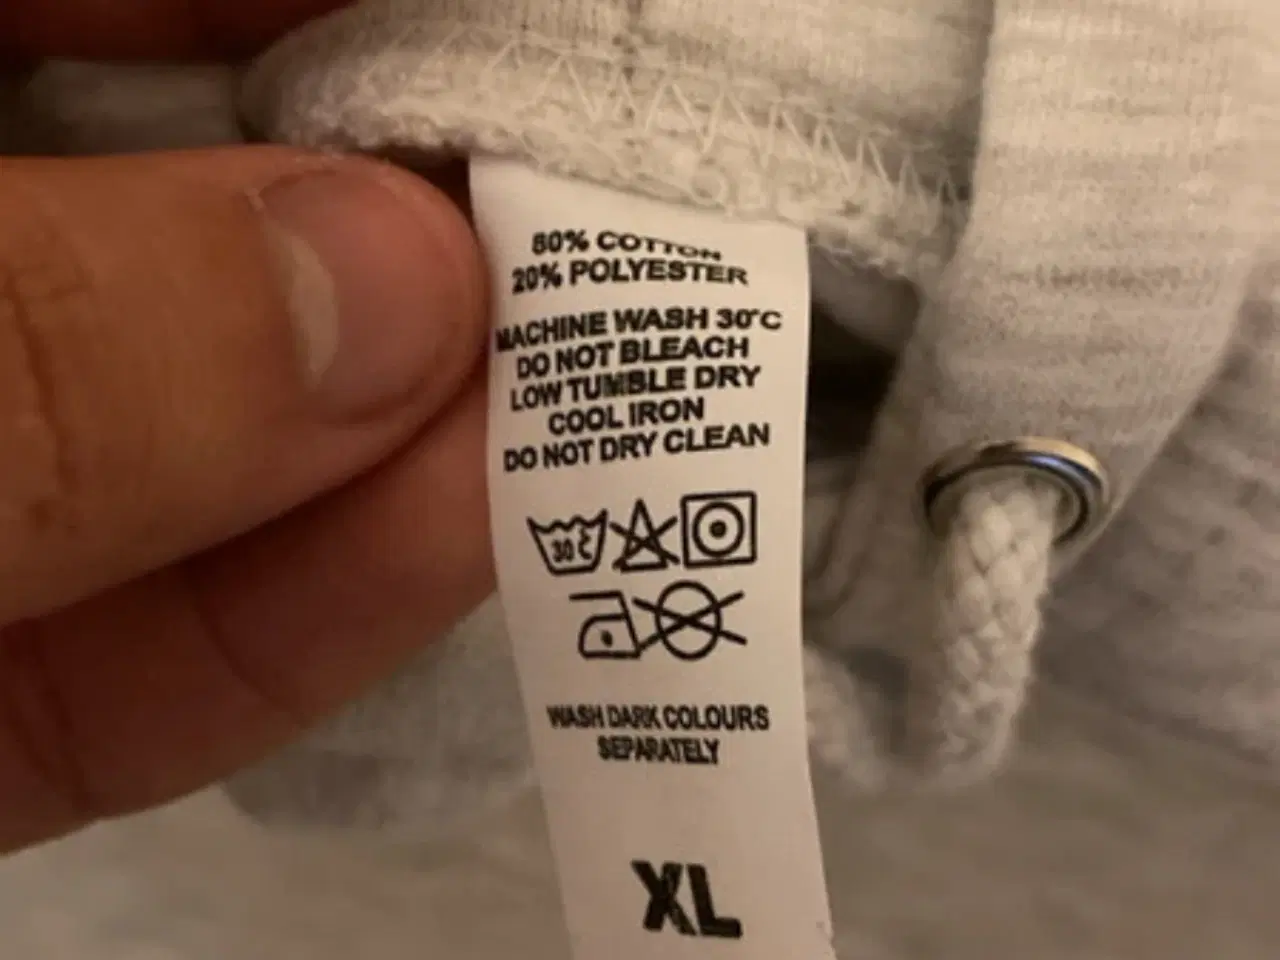 80% COTTON
20% POLYESTER
MACHINE WASH 30°C
DO NOT BLEACH
LOW TUMBLE DRY
COOL IRON
DO NOT DRY CLEAN
30°C
WASH DARK COLOURS
SEPARATELY
XL